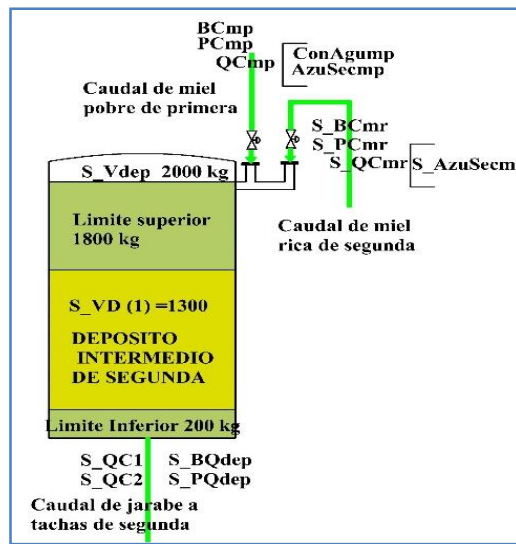 BCmp
PCmp
QCmp
ConAgump
AzuSecmp
Caudal de miel
pobre de primera
S_BCmr
S_PCmr
S_QCmr
S_AzuSecm
S_Vdep 2000 kg
Limite superior
1800 kg
Caudal de miel
rica de segunda
S_VD (1) =1300
DEPOSITO
INTERMEDIO
DE SEGUNDA
Limite Inferior 200 kg
S_QC1 S_BQdep
S_QC2 S_PQdep
Caudal de jarabe a
tachas de segunda